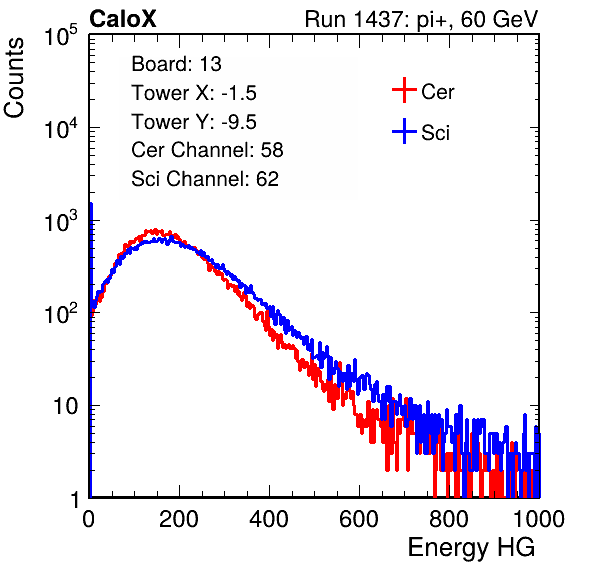 CaloX Run 1437: pi+, 60 GeV
Counts
10^5
10^4
10^3
10^2
10
1
Board: 13
Tower X: -1.5
Tower Y: -9.5
Cer Channel: 58
Sci Channel: 62
Cer
Sci
0 200 400 600 800 1000
Energy HG